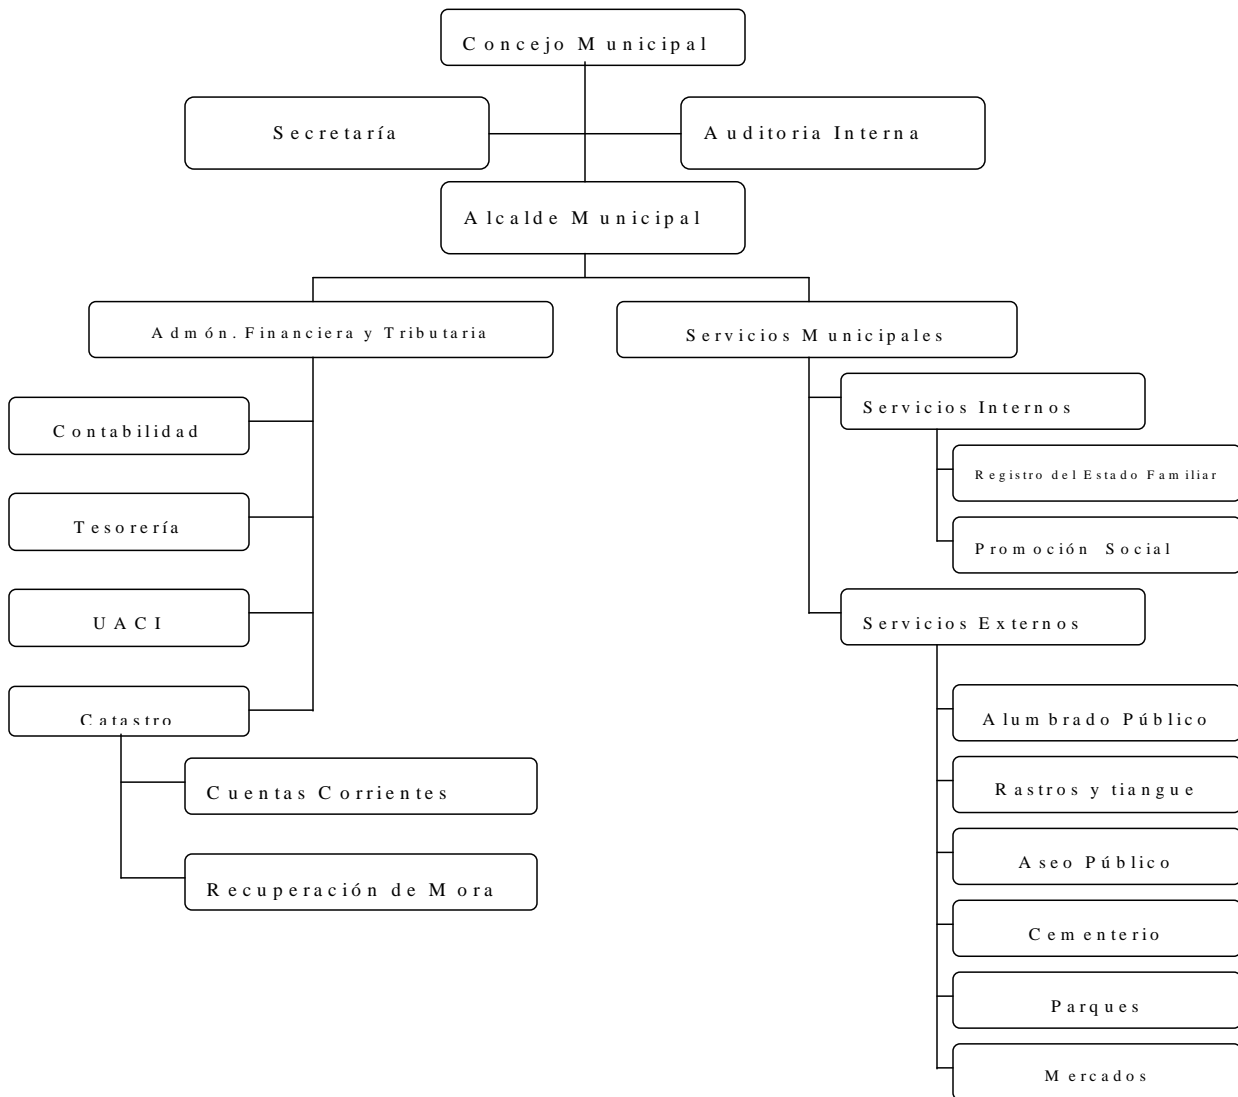 Concejo Municipal
Secretaría
Auditoria Interna
Alcalde Municipal
Admón. Financiera y Tributaria
Servicios Municipales
Servicios Internos
Contabilidad
Registro del Estado Familiar
Tesorería
Promoción Social
UACI
Servicios Externos
Catastro
Alumbrado Público
Cuentas Corrientes
Rastros y tiangue
Aseo Público
Recuperación de Mora
Cementerio
Parques
Mercados